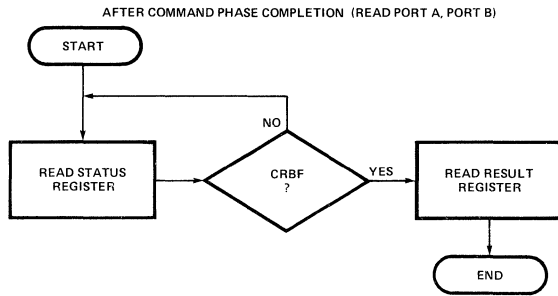 AFTER COMMAND PHASE COMPLETION (READ PORT A, PORT B)
START
NO
READ STATUS
REGISTER
CRBF
?
YES
READ RESULT
REGISTER
END